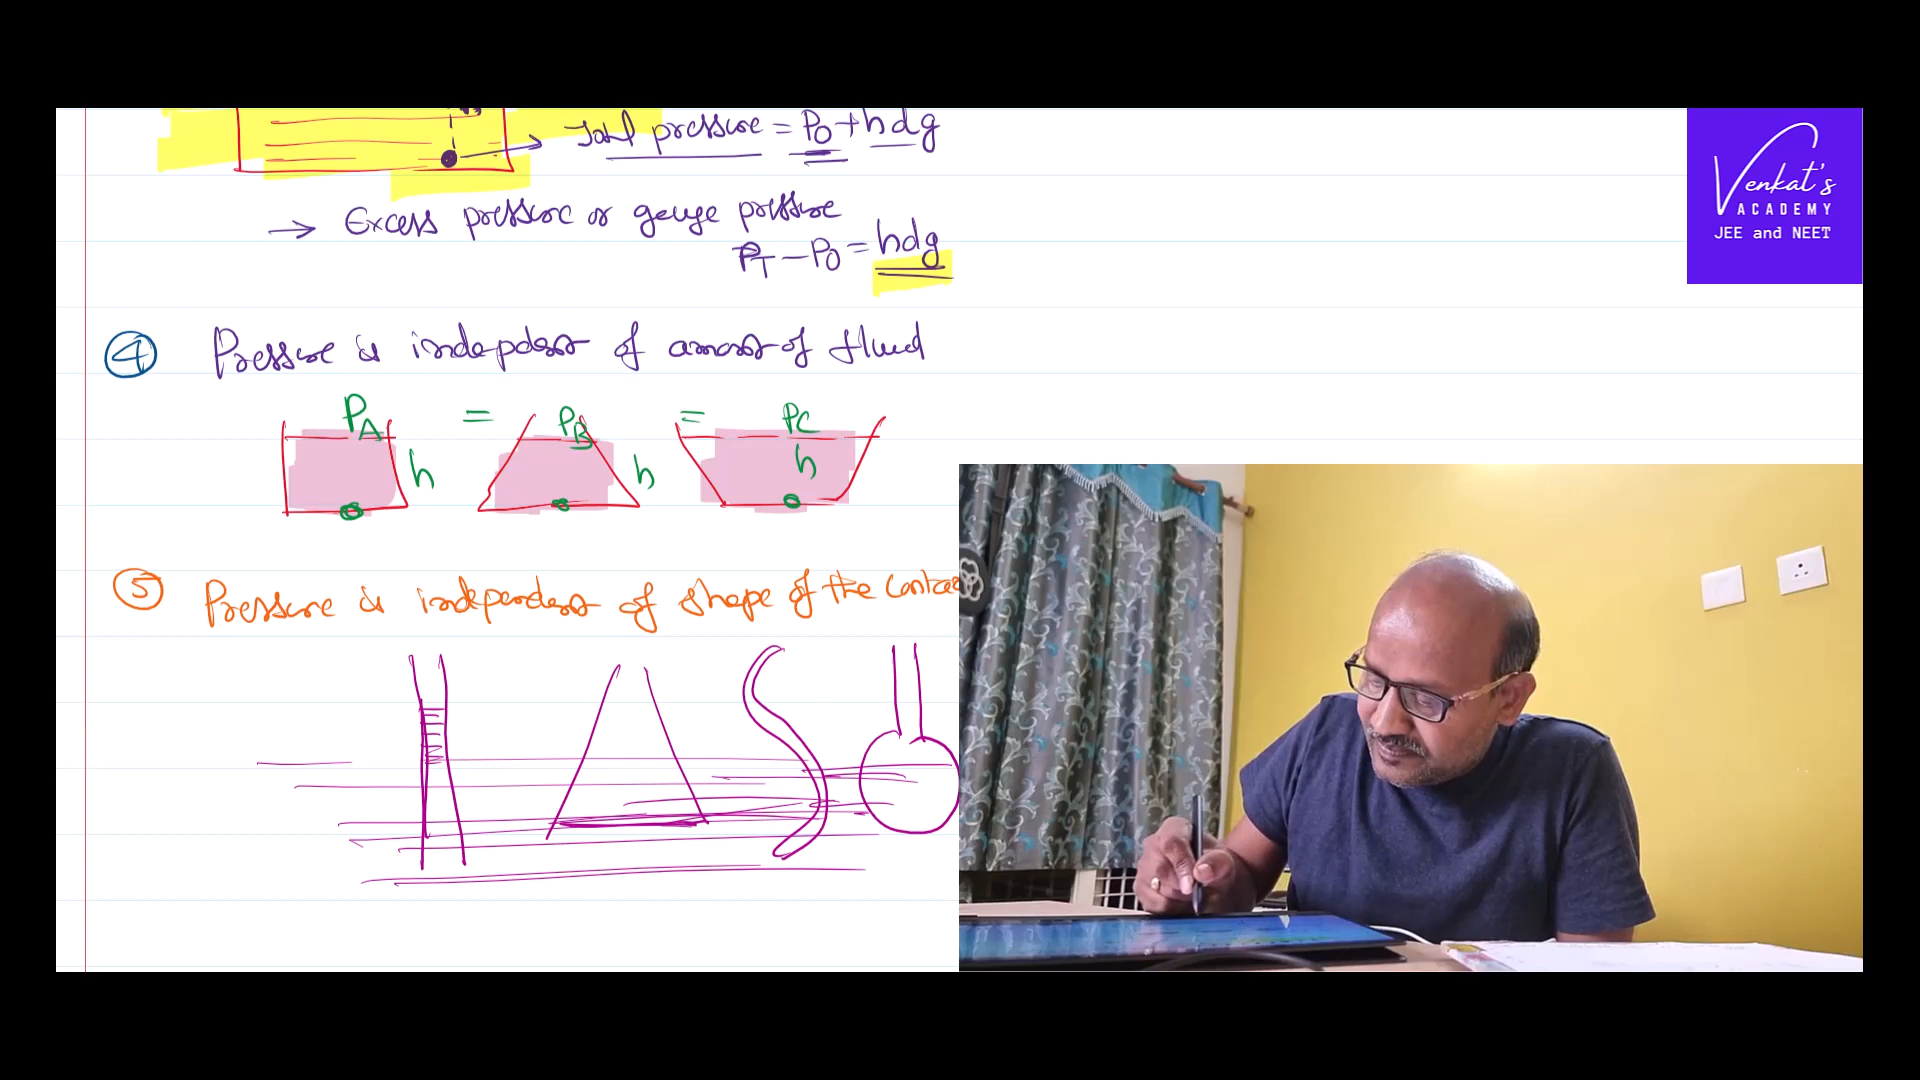 Total pressure = P0 + hdg
→ Excess pressure or gauge pressure
PT - P0 = hdg
④ Pressure is independent of amount of fluid
PA = PB = PC
h h h
⑤ Pressure is independent of shape of the
Venkat's
ACADEMY
JEE and NEET